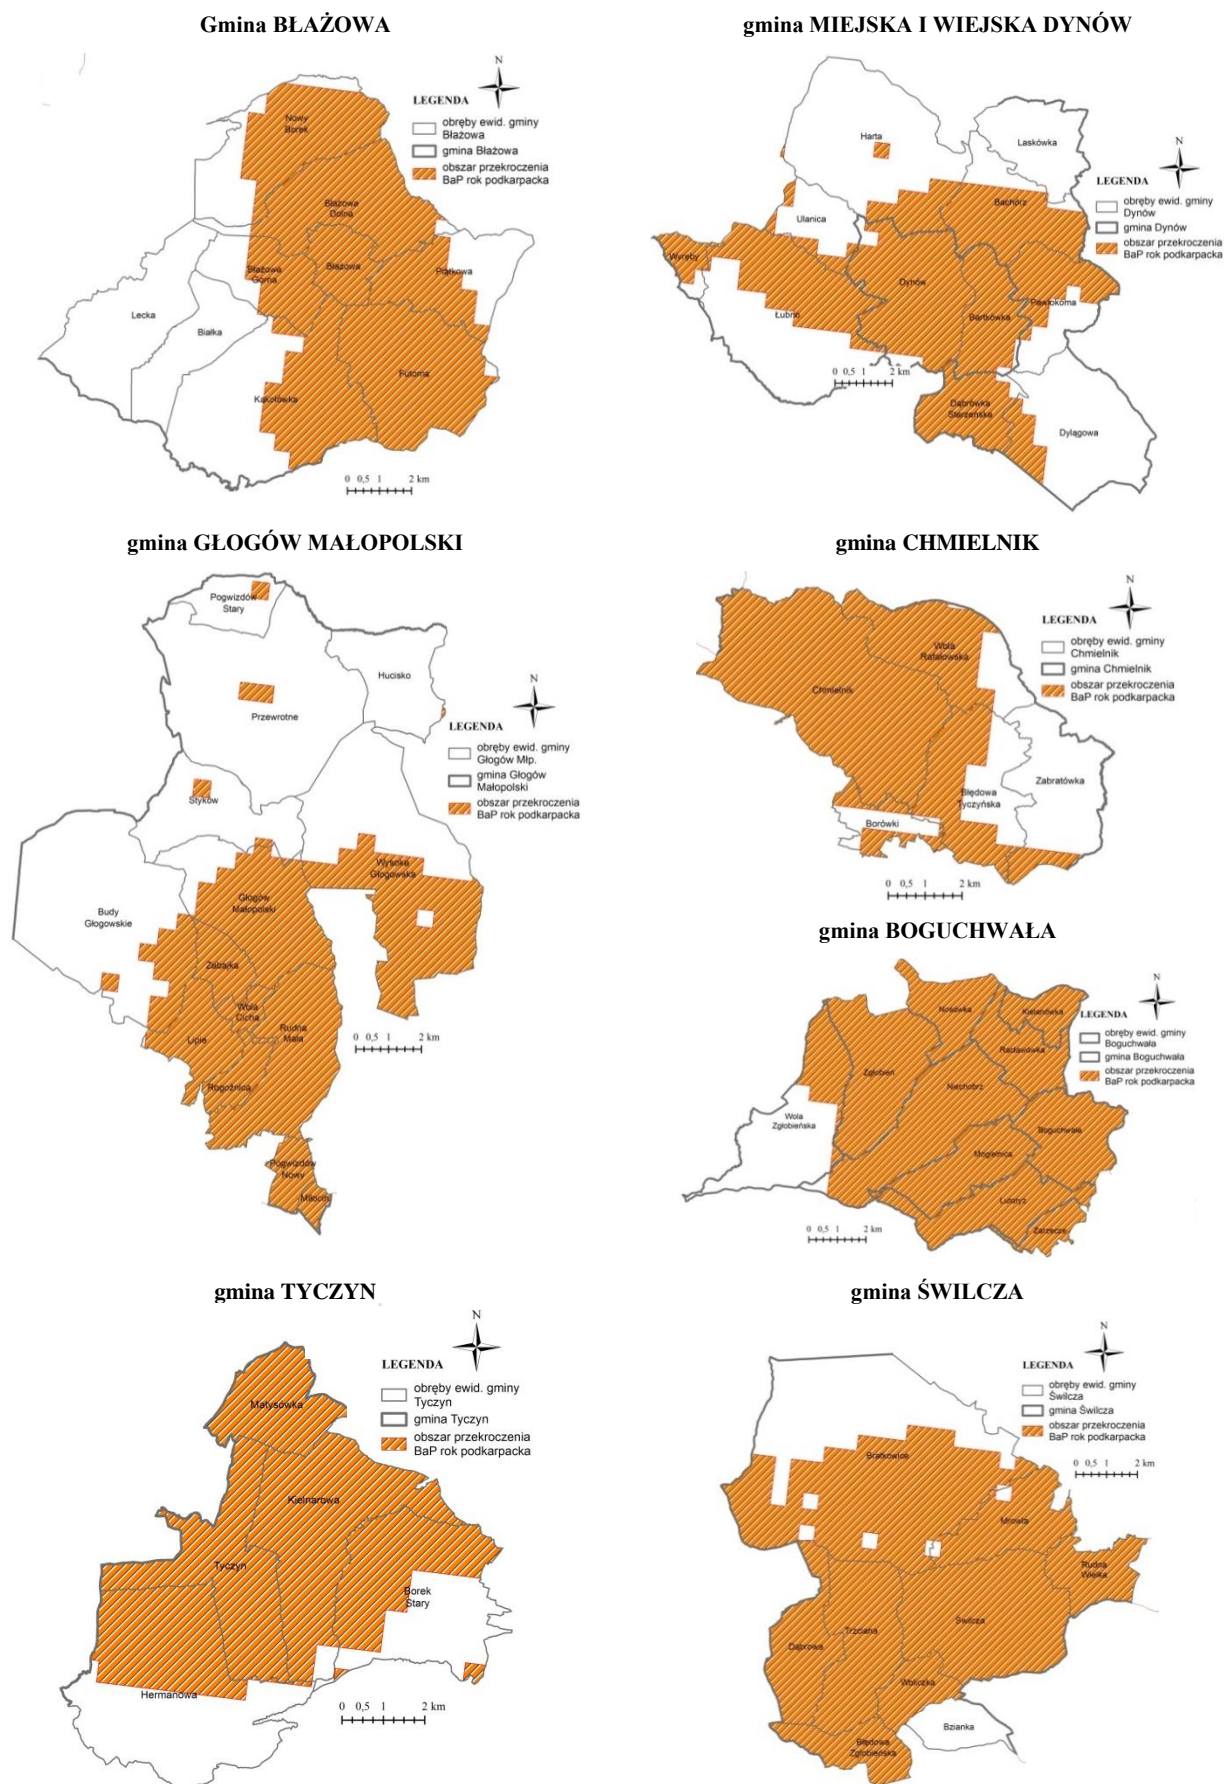 Gmina BŁAŻOWA
N
LEGENDA
obręby ewid. gminy
Błażowa
gmina Błażowa
obszar przekroczenia
BaP rok podkarpacka
Nowy
Borek
Błażowa
Dolna
Błażowa
Górna
Błażowa
Piątkowa
Lecka
Białka
Kąkolówka
Futoma
0 0,5 1 2 km
gmina MIEJSKA I WIEJSKA DYNÓW
N
LEGENDA
obręby ewid. gminy
Dynów
gmina Dynów
obszar przekroczenia
BaP rok podkarpacka
Harta
Laskówka
Ulanica
Bachórz
Wyręby
Dynów
Pawłokoma
Łubno
Bartkówka
0 0,5 1 2 km
Dąbrówka
Starzeńska
Dylągowa
gmina GŁOGÓW MAŁOPOLSKI
N
LEGENDA
obręby ewid. gminy
Głogów Młp.
gmina Głogów
Małopolski
obszar przekroczenia
BaP rok podkarpacka
Pogwizdów
Stary
Hucisko
Przewrotne
Styków
Wysoka
Głogowska
Głogów
Małopolski
Budy
Głogowskie
Zabajka
Wola
Cicha
Rudna
Mała
Lipie
Rogoźnica
0 0,5 1 2 km
Pogwizdów
Nowy
Miłocin
gmina CHMIELNIK
N
LEGENDA
obręby ewid. gminy
Chmielnik
gmina Chmielnik
obszar przekroczenia
BaP rok podkarpacka
Wola
Rafałowska
Chmielnik
Zabratówka
Błędowa
Tyczyńska
Borówki
0 0,5 1 2 km
gmina BOGUCHWAŁA
N
LEGENDA
obręby ewid. gminy
Boguchwała
gmina Boguchwała
obszar przekroczenia
BaP rok podkarpacka
Nosówka
Kielanówka
Racławówka
Zgłobień
Niechobrz
Wola
Zgłobieńska
Boguchwała
Mogielnica
Lutoryż
Zarzecze
0 0,5 1 2 km
gmina TYCZYN
N
LEGENDA
obręby ewid. gminy
Tyczyn
gmina Tyczyn
obszar przekroczenia
BaP rok podkarpacka
Matysówka
Kielnarowa
Tyczyn
Borek
Stary
Hermanowa
0 0,5 1 2 km
gmina ŚWILCZA
N
LEGENDA
obręby ewid. gminy
Świlcza
gmina Świlcza
obszar przekroczenia
BaP rok podkarpacka
0 0,5 1 2 km
Bratkowice
Mrowla
Rudna
Wielka
Trzciana
Świlcza
Dąbrowa
Woliczka
Bzianka
Błędowa
Zgłobieńska